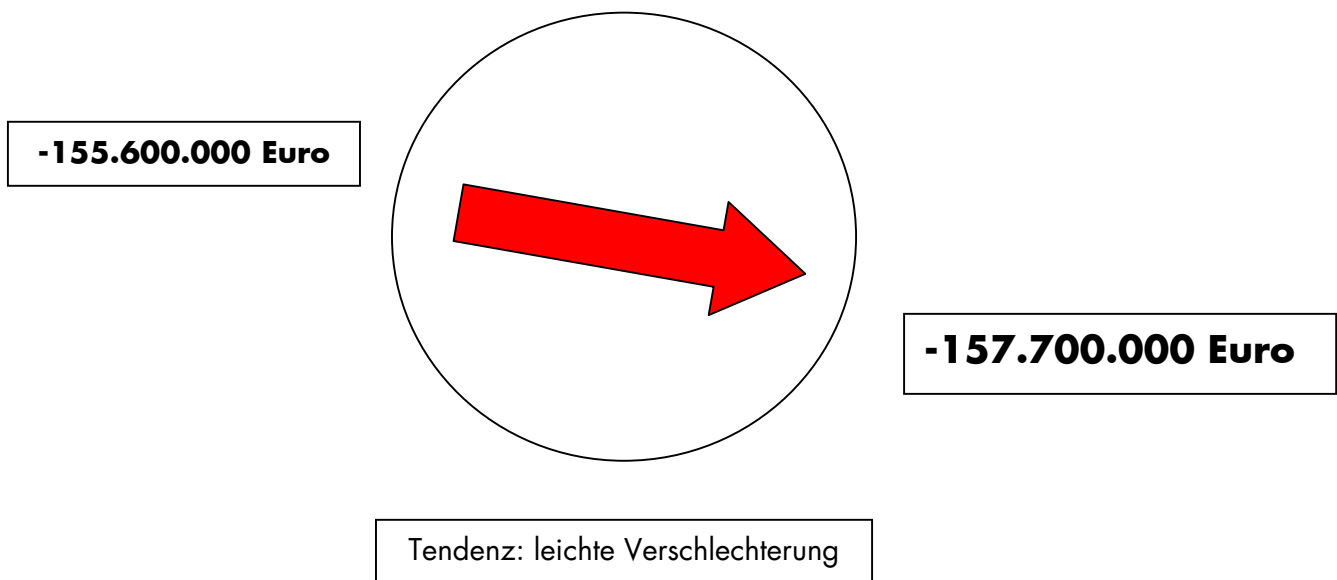 -155.600.000 Euro
-157.700.000 Euro
Tendenz: leichte Verschlechterung